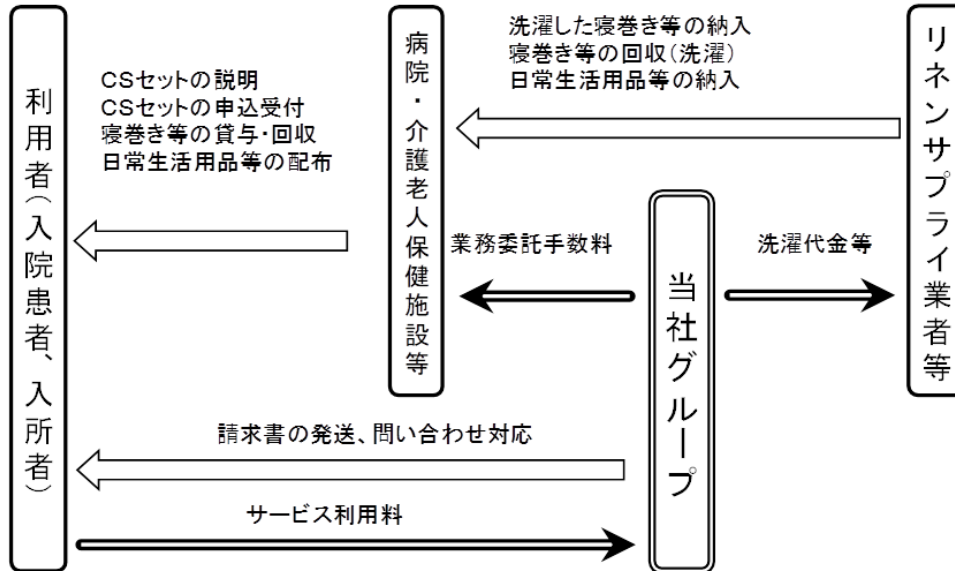 利用者(入院患者、入所者)
CSセットの説明
CSセットの申込受付
寝巻き等の貸与・回収
日常生活用品等の配布
病院・介護老人保健施設等
洗濯した寝巻き等の納入
寝巻き等の回収(洗濯)
日常生活用品等の納入
リネンサプライ業者等
業務委託手数料
当社グループ
洗濯代金等
請求書の発送、問い合わせ対応
サービス利用料